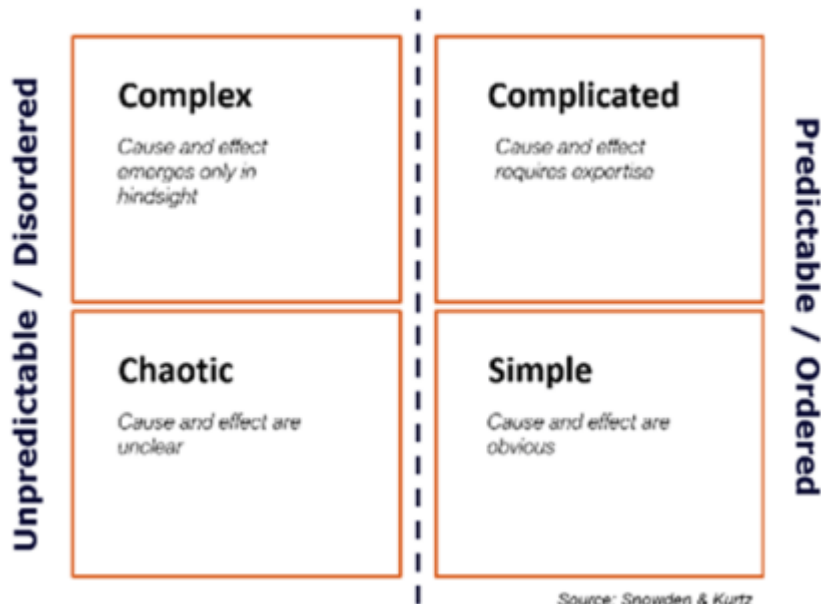 Unpredictable / Disordered
Complex
Cause and effect
emerges only in
hindsight
Complicated
Cause and effect
requires expertise
Chaotic
Cause and effect are
unclear
Simple
Cause and effect are
obvious
Predictable / Ordered
Source: Snowden & Kurtz